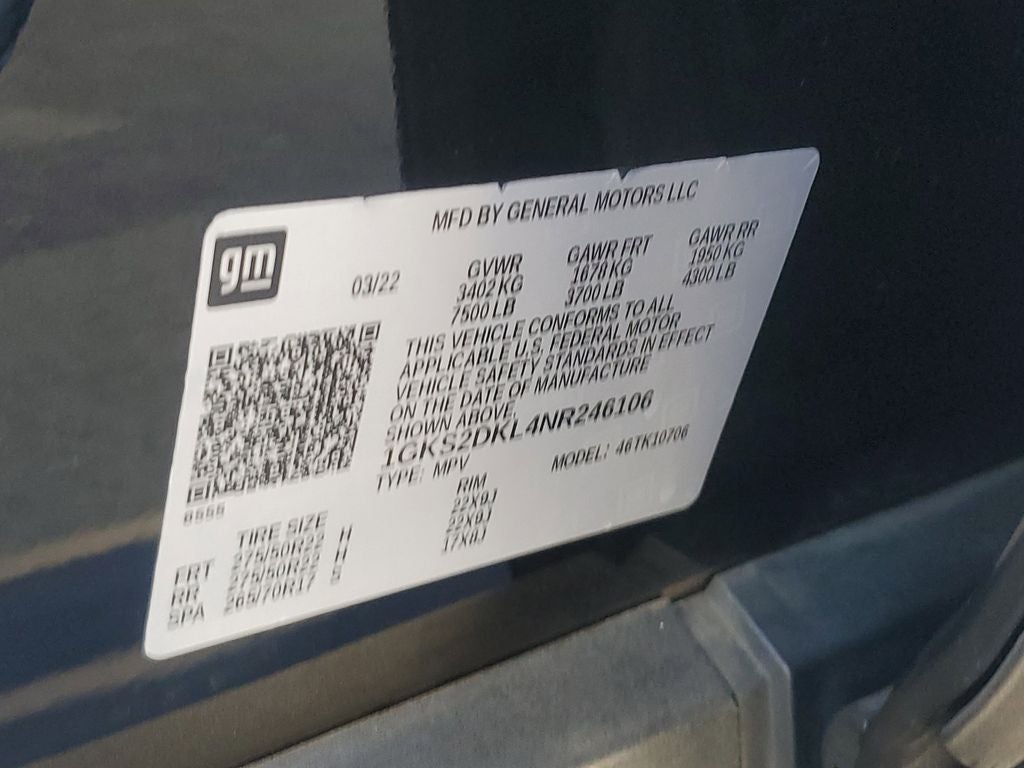 MFD BY GENERAL MOTORS LLC
gm
03/22
GVWR GAWR FRT GAWR RR
3402 KG 1678 KG 1950 KG
7500 LB 3700 LB 4300 LB
THIS VEHICLE CONFORMS TO ALL
APPLICABLE U.S. FEDERAL MOTOR
VEHICLE SAFETY STANDARDS IN EFFECT
ON THE DATE OF MANUFACTURE
SHOWN ABOVE.
1GKS2DKL4NR246106
TYPE: MPV MODEL: 46TK10706
TIRE SIZE RIM
FRT 275/50R22 H 22X9J
RR 275/50R22 H 22X9J
SPA 265/70R17 S